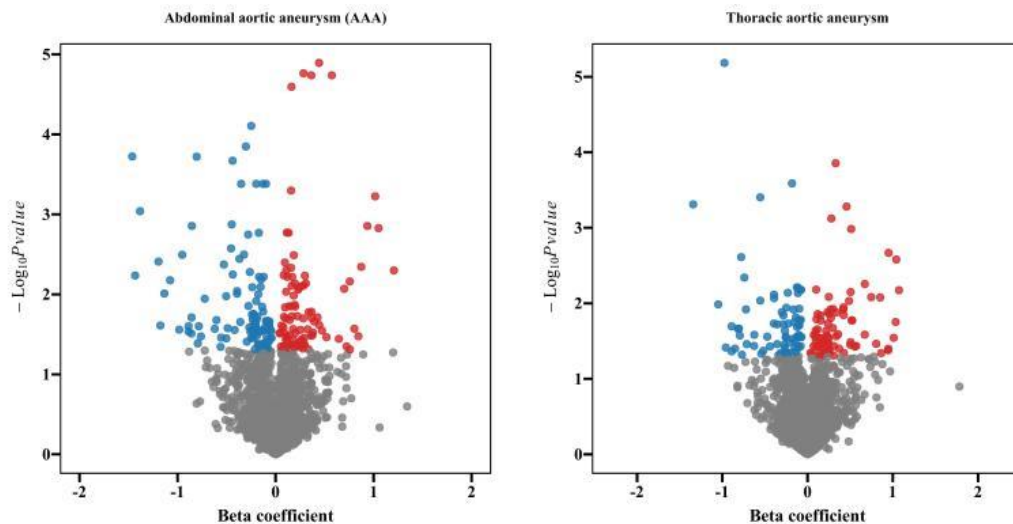 Abdominal aortic aneurysm (AAA)
5
4
3
2
1
0
− Log₁₀Pvalue
-2 -1 0 1 2
Beta coefficient
Thoracic aortic aneurysm
5
4
3
2
1
0
− Log₁₀Pvalue
-2 -1 0 1 2
Beta coefficient